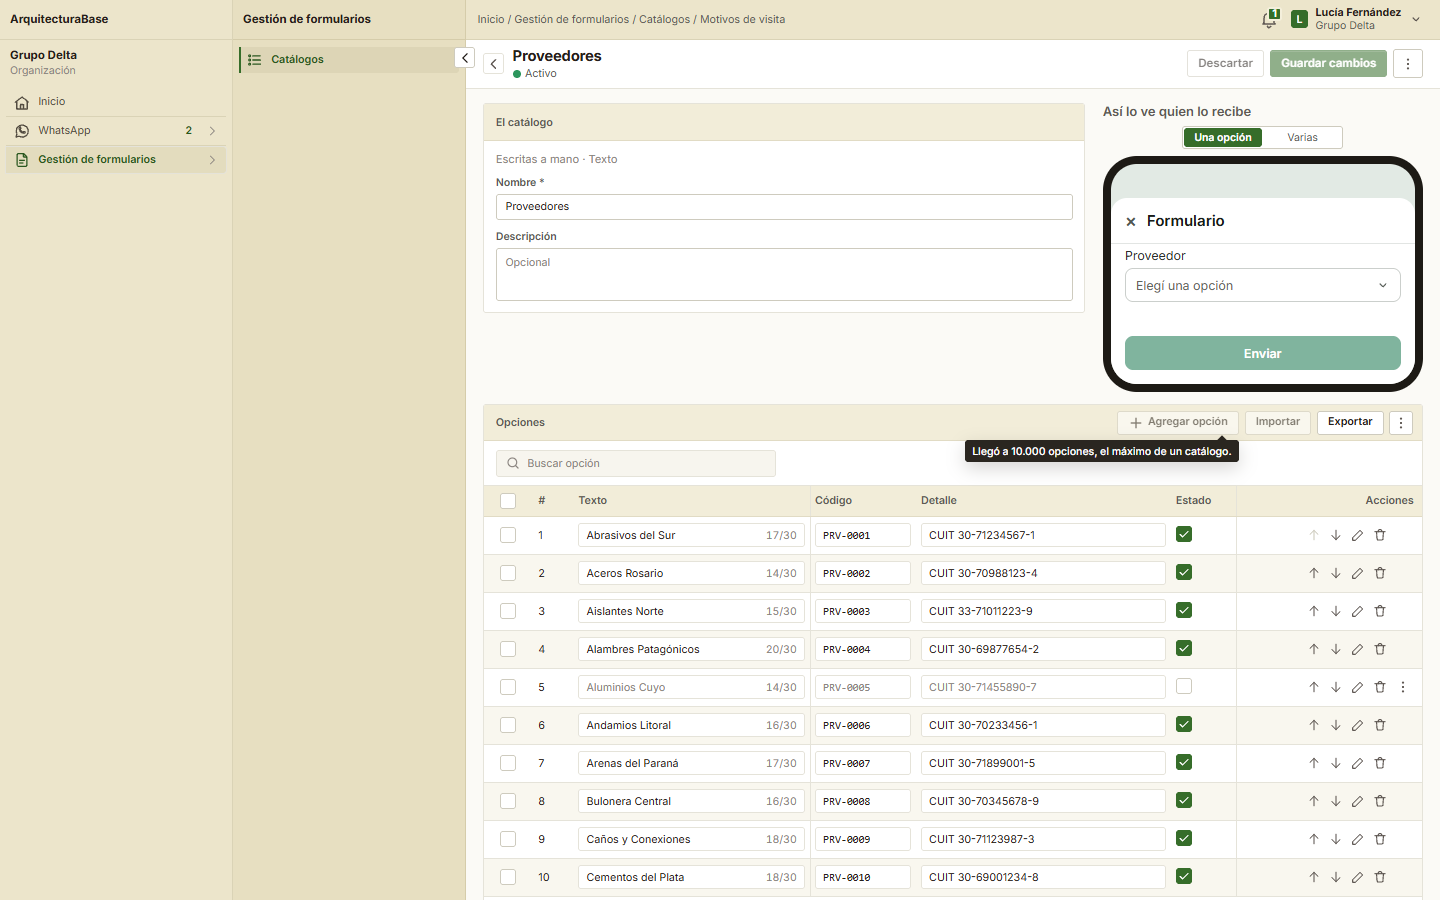 ArquitecturaBase
Grupo Delta
Organización
Inicio
WhatsApp 2
Gestión de formularios
Gestión de formularios
Catálogos
Inicio / Gestión de formularios / Catálogos / Motivos de visita
1
L
Lucía Fernández
Grupo Delta
Proveedores
Activo
Descartar
Guardar cambios
El catálogo
Escritas a mano · Texto
Nombre *
Proveedores
Descripción
Opcional
Así lo ve quien lo recibe
Una opción Varias
Formulario
Proveedor
Elegí una opción
Enviar
Opciones
Agregar opción Importar Exportar
Llegó a 10.000 opciones, el máximo de un catálogo.
Buscar opción
# Texto Código Detalle Estado Acciones
1 Abrasivos del Sur 17/30 PRV-0001 CUIT 30-71234567-1
2 Aceros Rosario 14/30 PRV-0002 CUIT 30-70988123-4
3 Aislantes Norte 15/30 PRV-0003 CUIT 33-71011223-9
4 Alambres Patagónicos 20/30 PRV-0004 CUIT 30-69877654-2
5 Aluminios Cuyo 14/30 PRV-0005 CUIT 30-71455890-7
6 Andamios Litoral 16/30 PRV-0006 CUIT 30-70233456-1
7 Arenas del Paraná 17/30 PRV-0007 CUIT 30-71899001-5
8 Bulonera Central 16/30 PRV-0008 CUIT 30-70345678-9
9 Caños y Conexiones 18/30 PRV-0009 CUIT 30-71123987-3
10 Cementos del Plata 18/30 PRV-0010 CUIT 30-69001234-8